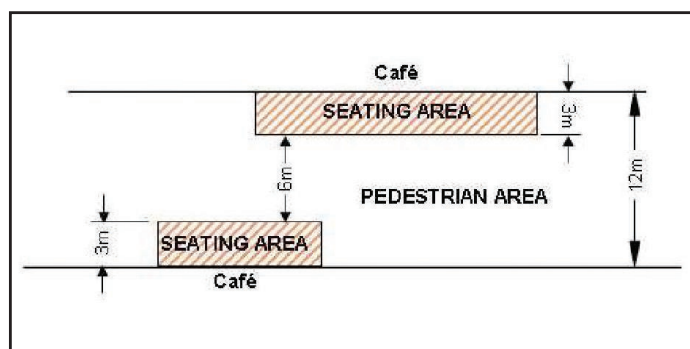 Café
SEATING AREA
3m
6m
12m
PEDESTRIAN AREA
3m
SEATING AREA
Café